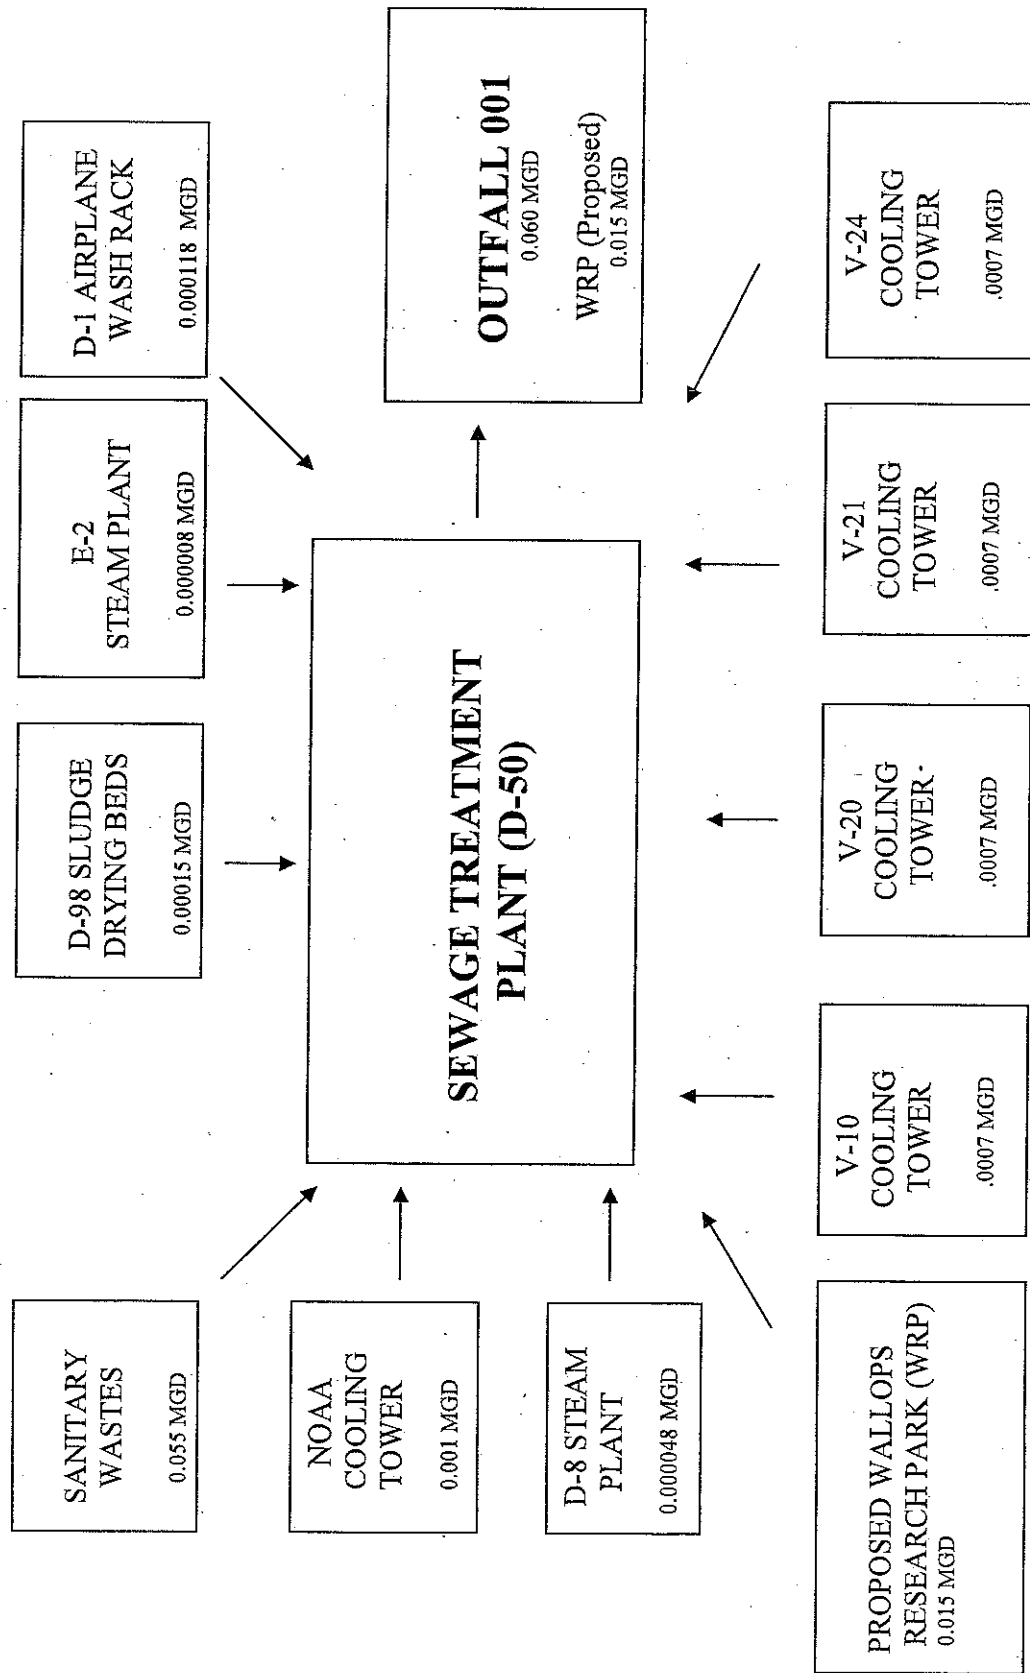 SANITARY
WASTES
0.055 MGD
D-98 SLUDGE
DRYING BEDS
0.00015 MGD
E-2
STEAM PLANT
0.000008 MGD
D-1 AIRPLANE
WASH RACK
0.000118 MGD
NOAA
COOLING
TOWER
0.001 MGD
D-8 STEAM
PLANT
0.000048 MGD
SEWAGE TREATMENT
PLANT (D-50)
OUTFALL 001
0.060 MGD
WRP (Proposed)
0.015 MGD
PROPOSED WALLOPS
RESEARCH PARK (WRP)
0.015 MGD
V-10
COOLING
TOWER
.0007 MGD
V-20
COOLING
TOWER
.0007 MGD
V-21
COOLING
TOWER
.0007 MGD
V-24
COOLING
TOWER
.0007 MGD